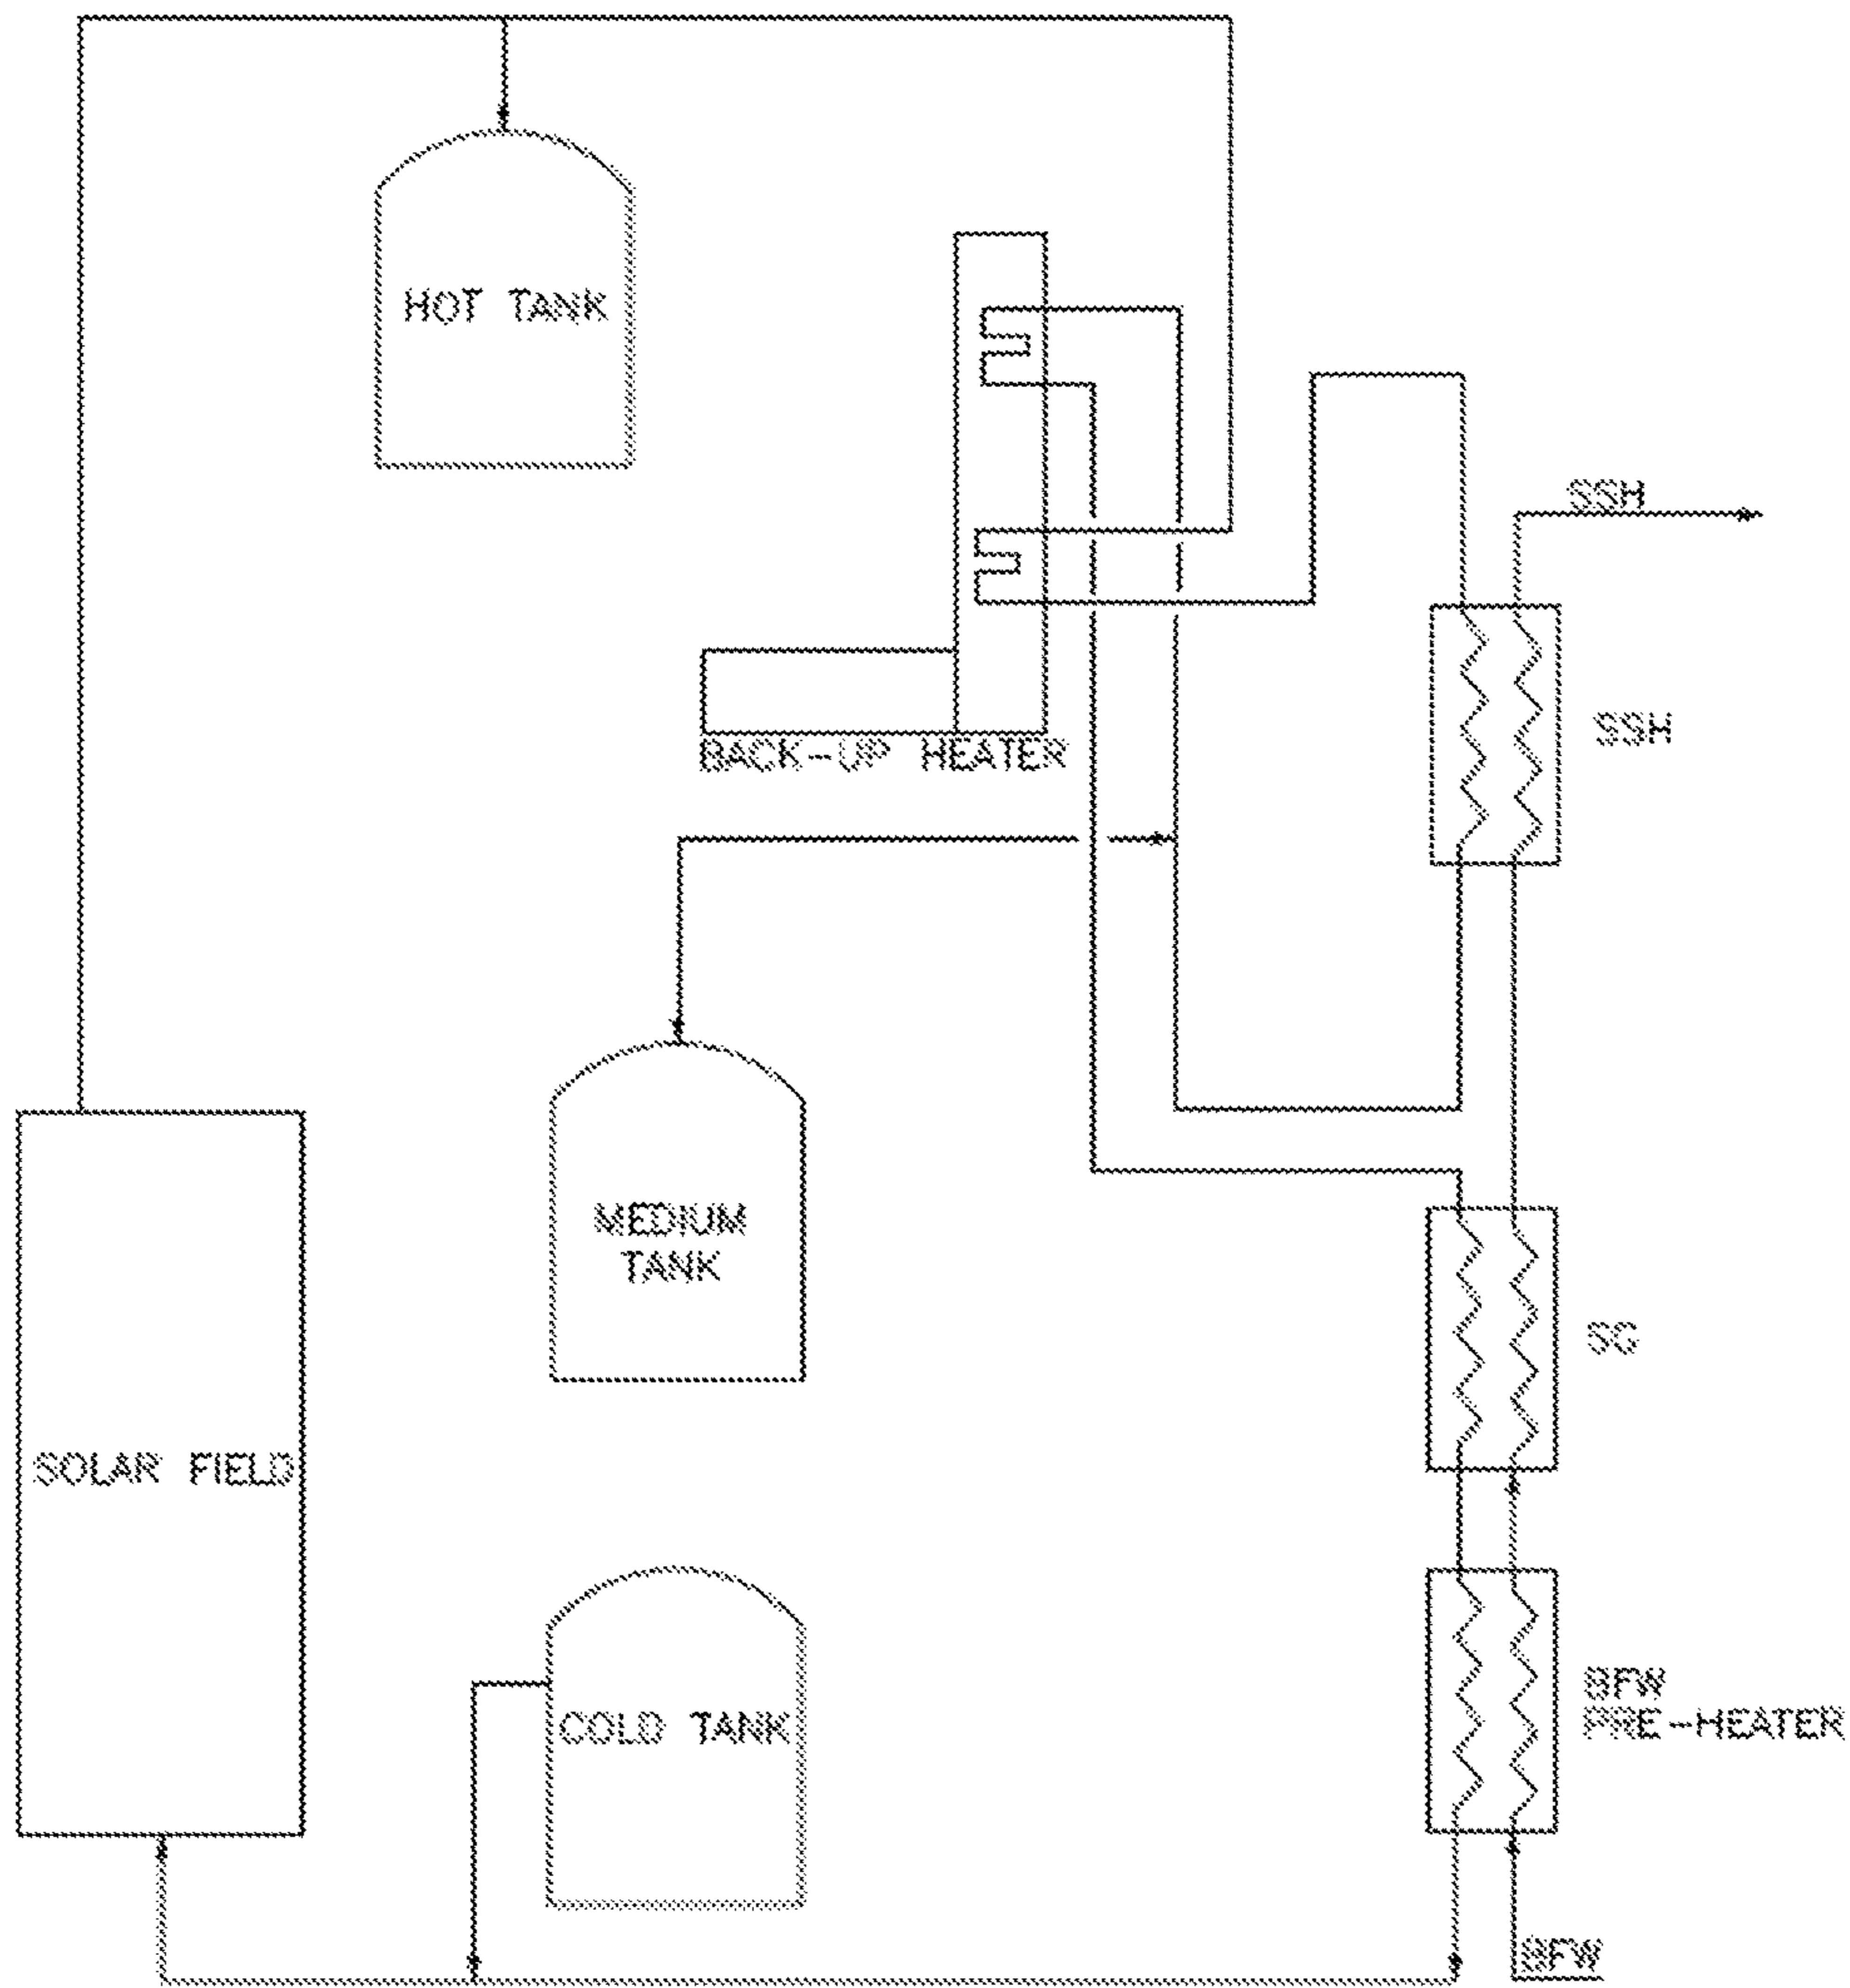 HOT TANK
SSH
SSH
BACK-UP HEATER
MEDIUM
TANK
SG
SOLAR FIELD
BFW
PRE-HEATER
COLD TANK
BFW